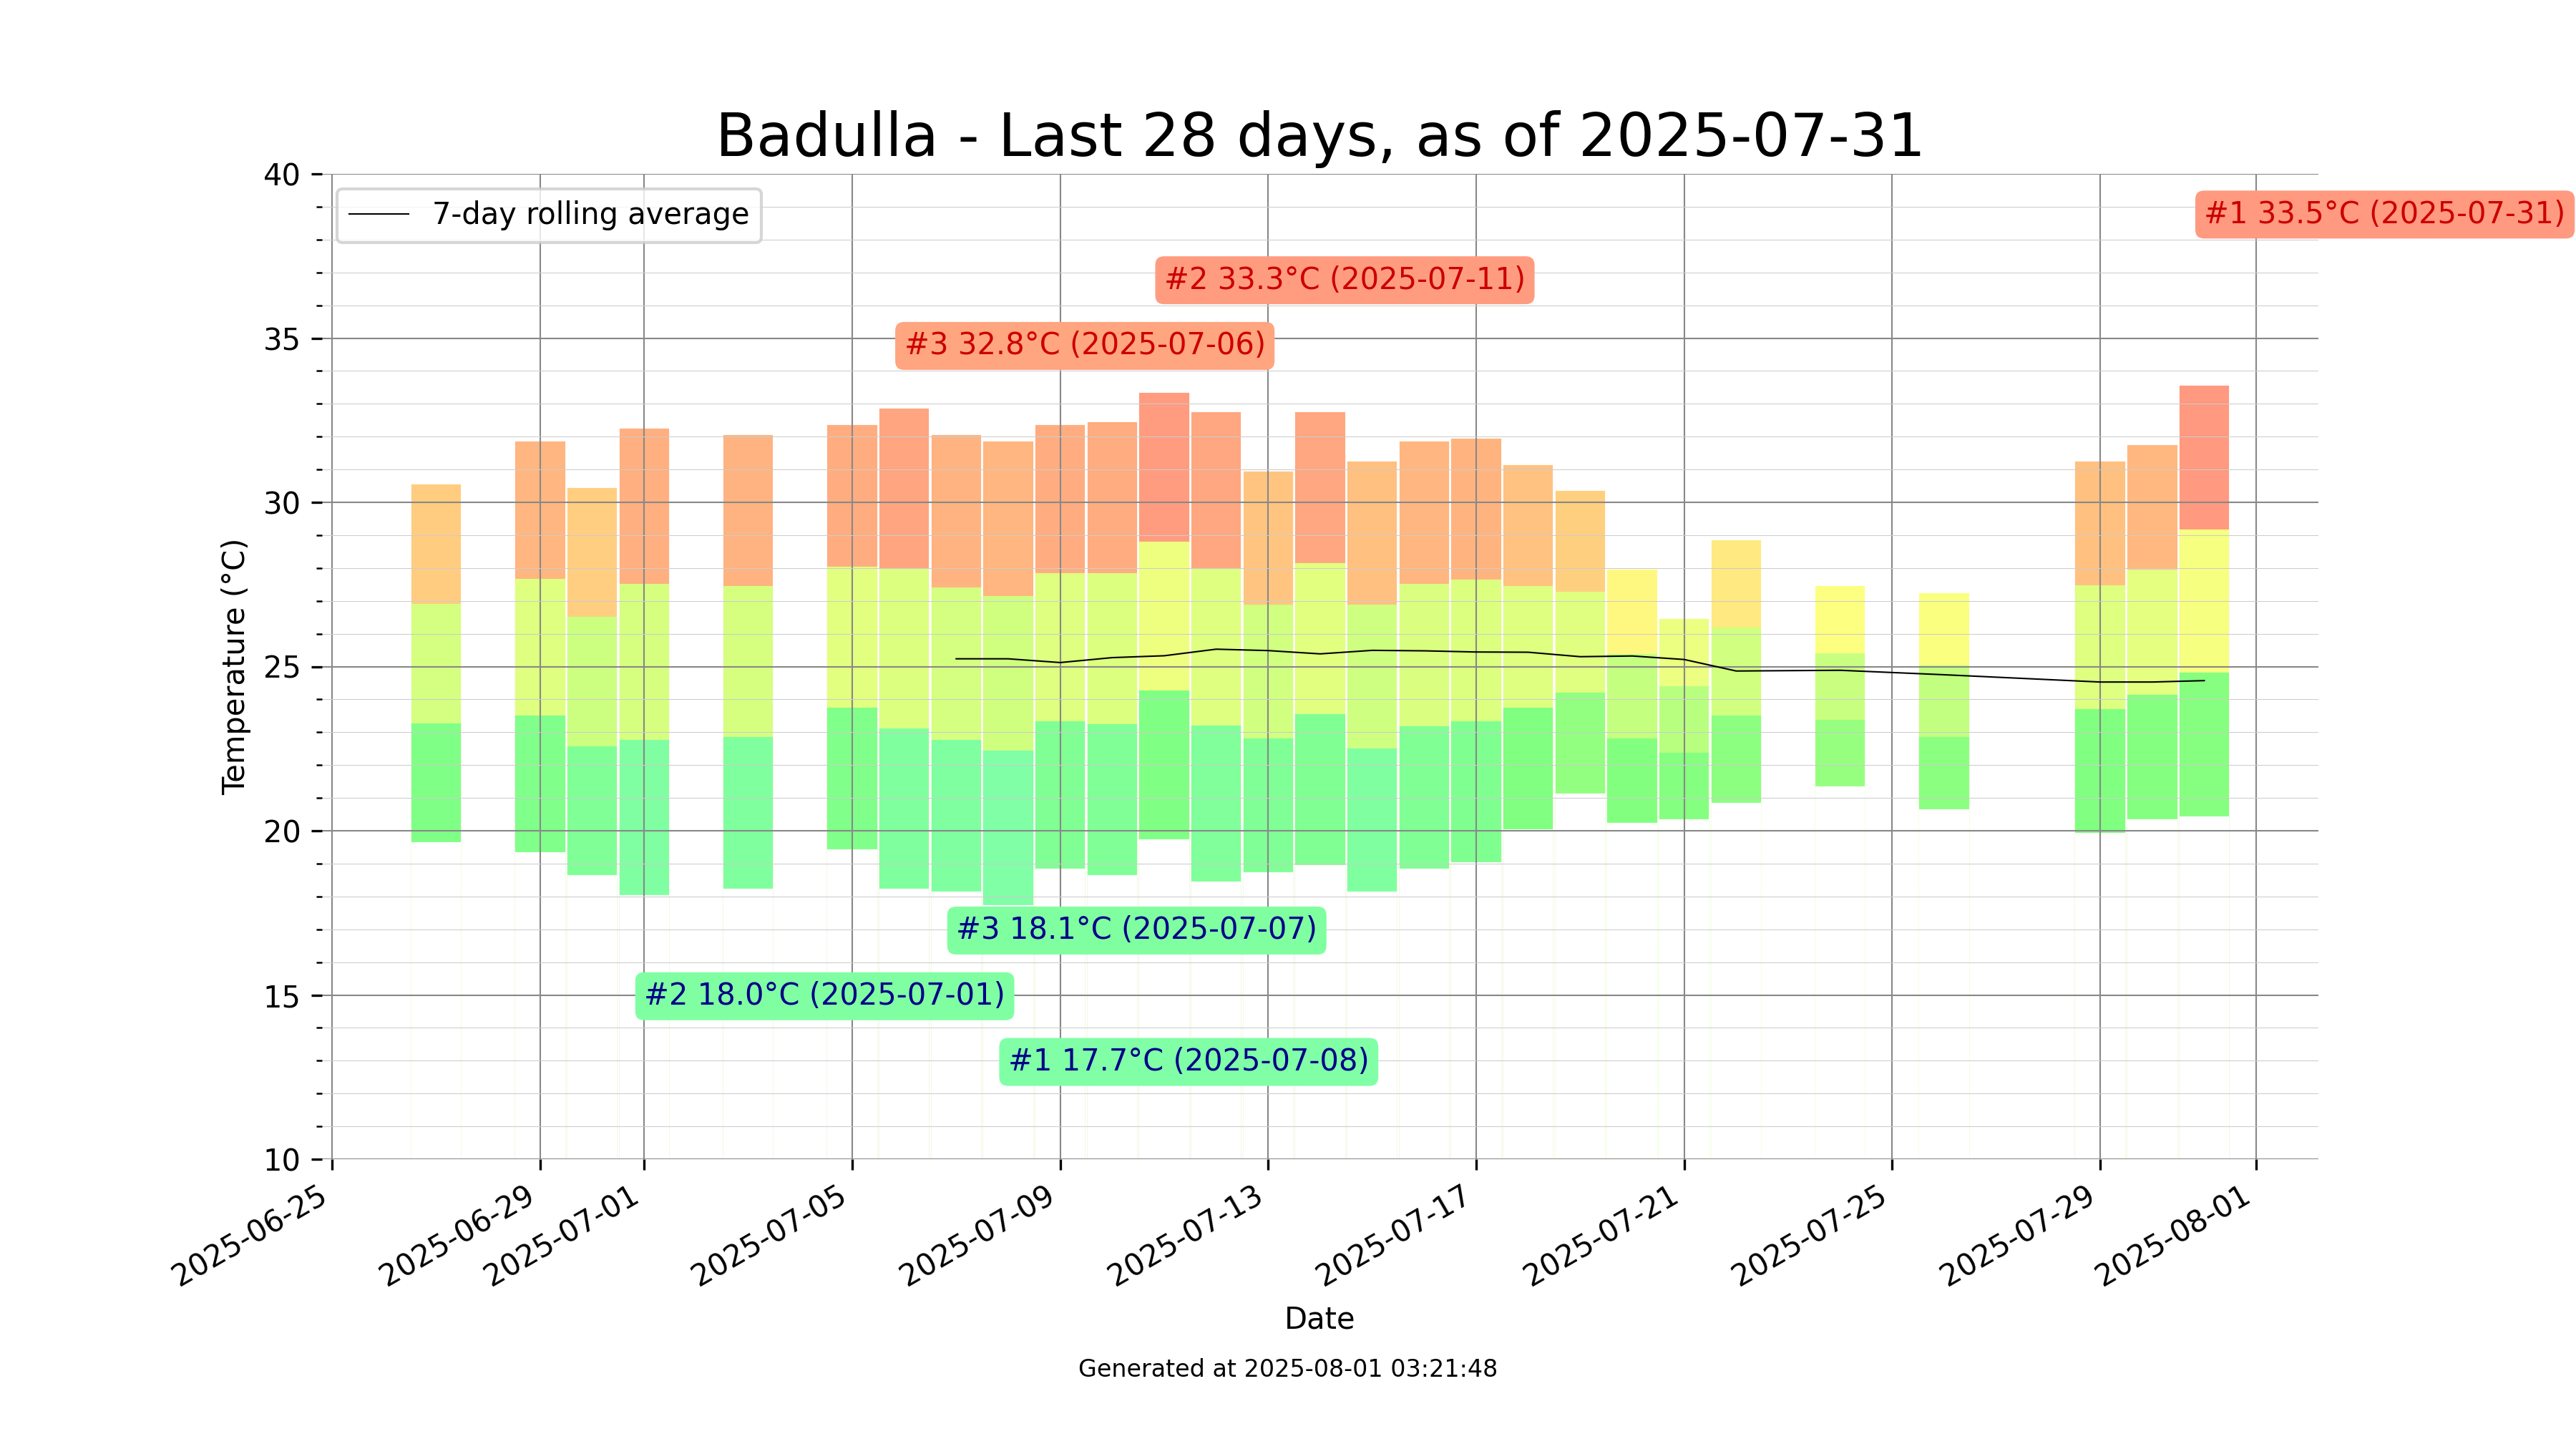 Badulla - Last 28 days, as of 2025-07-31
40
7-day rolling average
#1 33.5°C (2025-07-31)
#2 33.3°C (2025-07-11)
35
#3 32.8°C (2025-07-06)
30
Temperature (°C)
25
20
#3 18.1°C (2025-07-07)
15
#2 18.0°C (2025-07-01)
#1 17.7°C (2025-07-08)
10
2025-06-25
2025-06-29
2025-07-01
2025-07-05
2025-07-09
2025-07-13
2025-07-17
2025-07-21
2025-07-25
2025-07-29
2025-08-01
Date
Generated at 2025-08-01 03:21:48